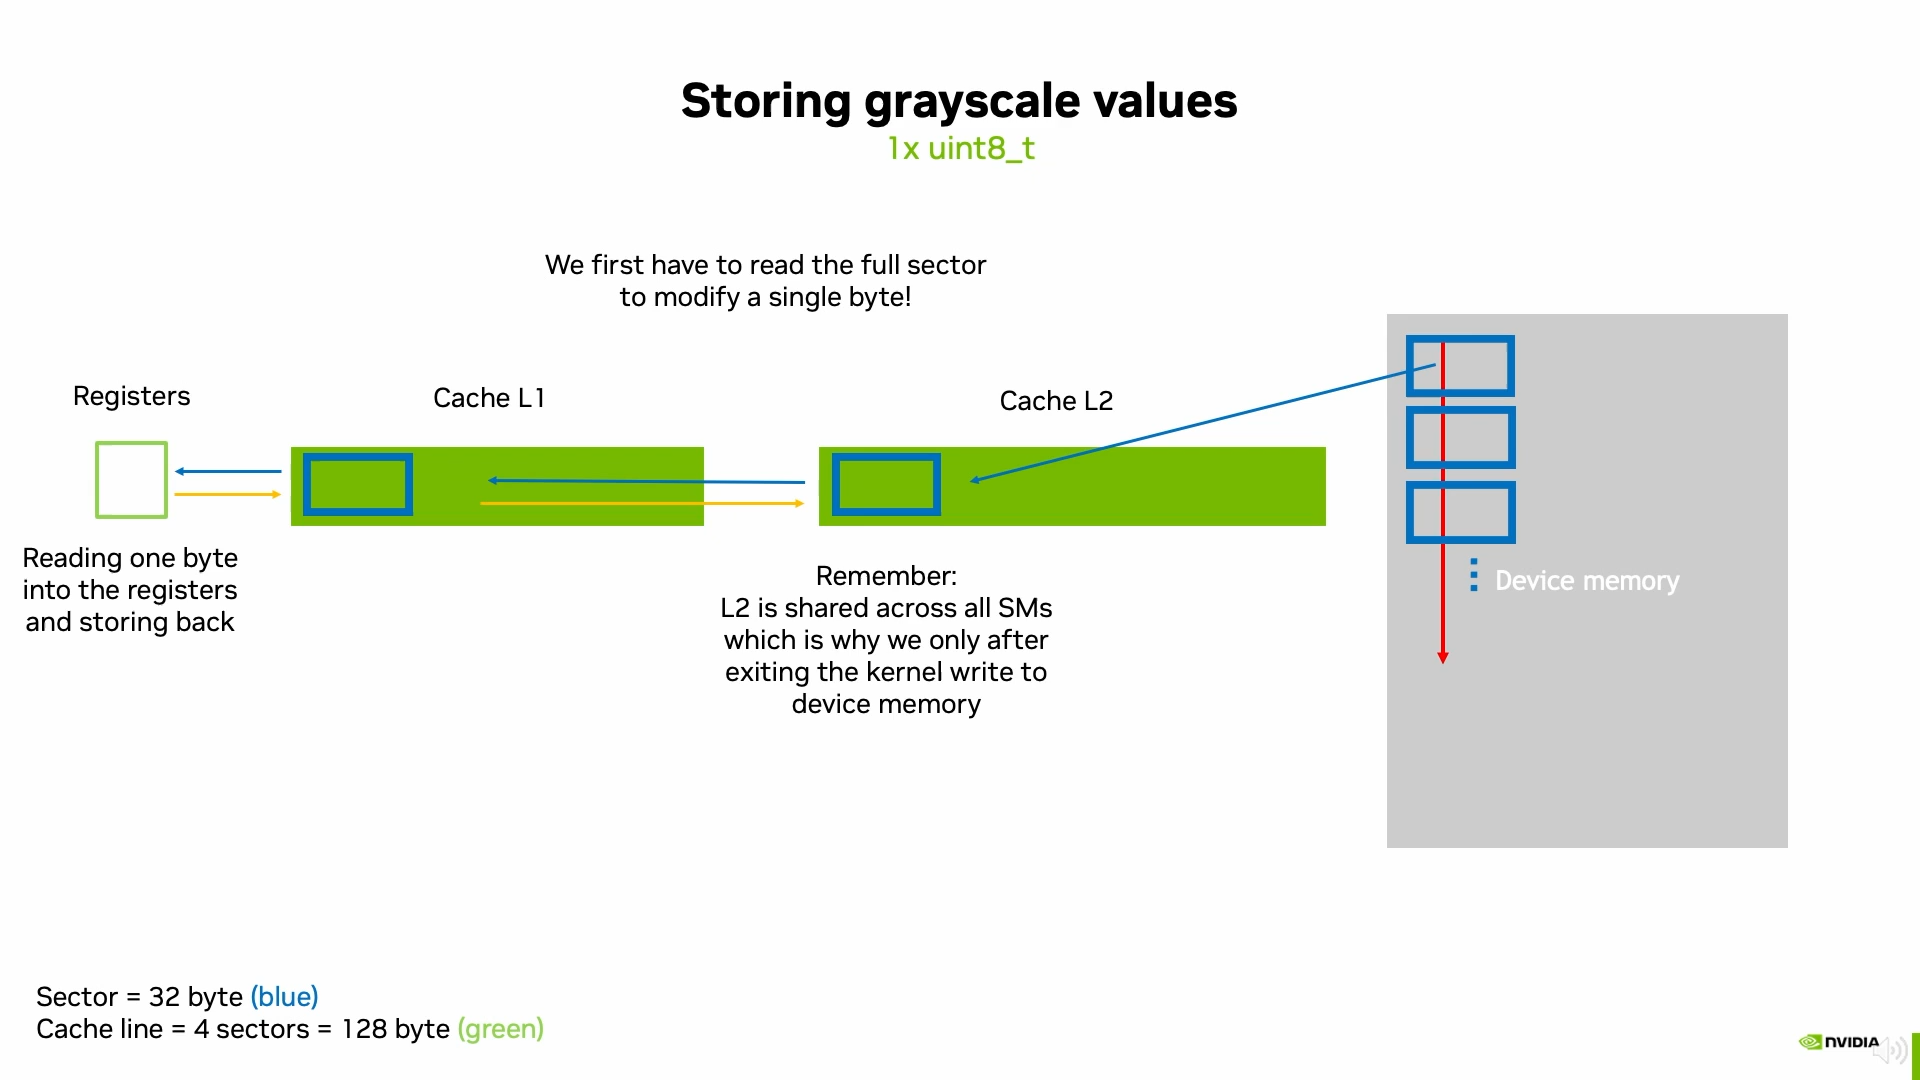 Storing grayscale values
1x uint8_t
We first have to read the full sector
to modify a single byte!
Registers
Cache L1
Cache L2
Reading one byte
into the registers
and storing back
Remember:
L2 is shared across all SMs
which is why we only after
exiting the kernel write to
device memory
Device memory
Sector = 32 byte (blue)
Cache line = 4 sectors = 128 byte (green)
NVIDIA